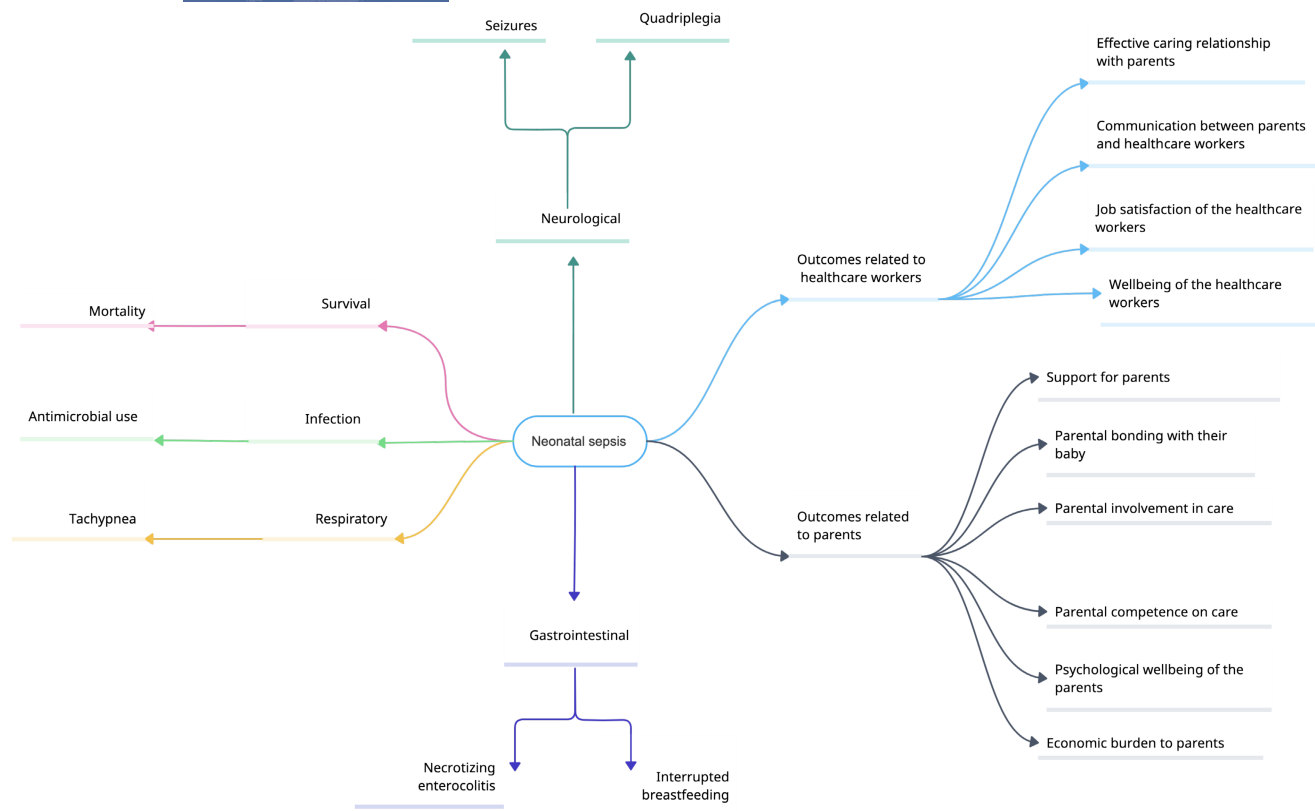 Seizures
Quadriplegia
Neurological
Effective caring relationship
with parents
Communication between parents
and healthcare workers
Job satisfaction of the healthcare
workers
Outcomes related to
healthcare workers
Wellbeing of the healthcare
workers
Mortality
Survival
Antimicrobial use
Infection
Neonatal sepsis
Tachypnea
Respiratory
Support for parents
Parental bonding with their
baby
Parental involvement in care
Outcomes related
to parents
Parental competence on care
Psychological wellbeing of the
parents
Economic burden to parents
Gastrointestinal
Necrotizing
enterocolitis
Interrupted
breastfeeding